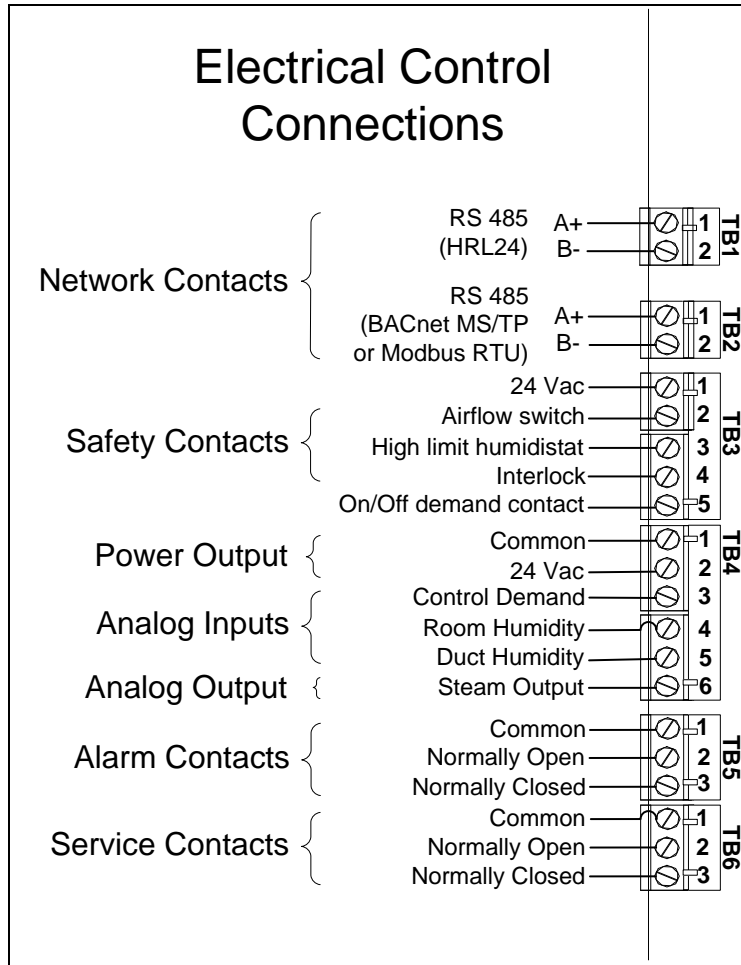 Electrical Control
Connections
Network Contacts
RS 485
(HRL24)
A+
B-
1
2
TB1
RS 485
(BACnet MS/TP
or Modbus RTU)
A+
B-
1
2
TB2
Safety Contacts
24 Vac
1
Airflow switch
2
High limit humidistat
3
Interlock
4
On/Off demand contact
5
TB3
Power Output
Common
1
24 Vac
2
Analog Inputs
Control Demand
3
Room Humidity
4
Duct Humidity
5
Analog Output
Steam Output
6
TB4
Alarm Contacts
Common
1
Normally Open
2
Normally Closed
3
TB5
Service Contacts
Common
1
Normally Open
2
Normally Closed
3
TB6